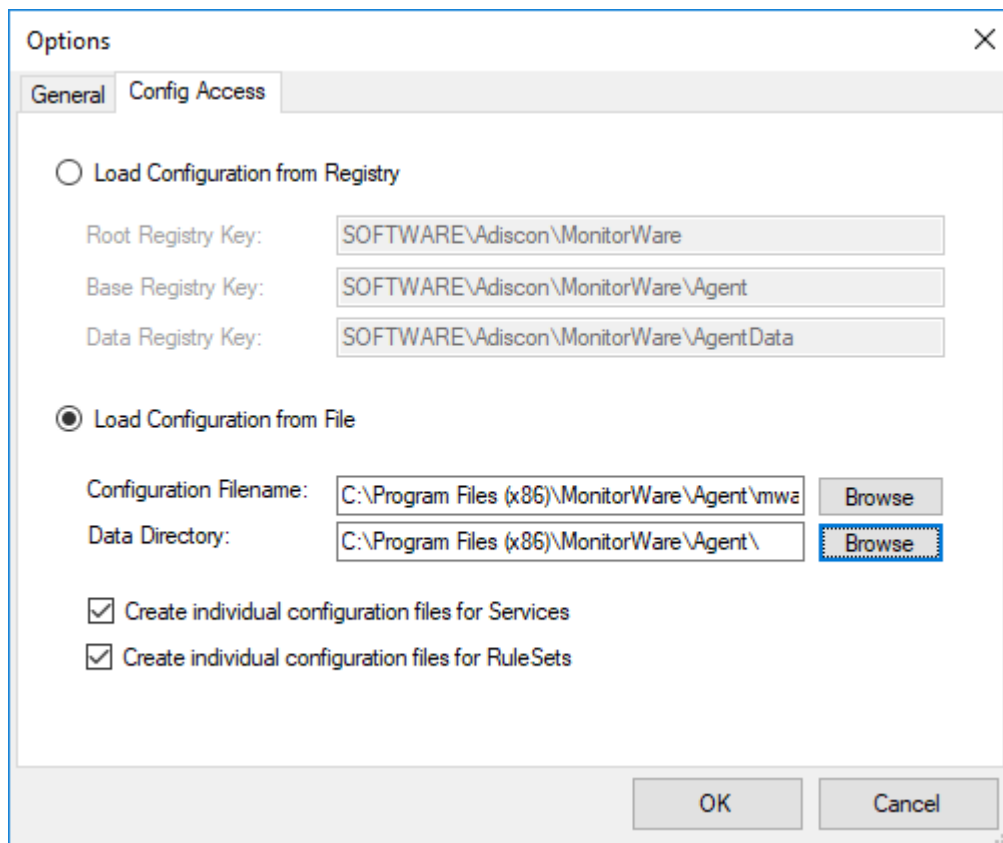 Options
General Config Access
Load Configuration from Registry
Root Registry Key: SOFTWARE\Adiscon\MonitorWare
Base Registry Key: SOFTWARE\Adiscon\MonitorWare\Agent
Data Registry Key: SOFTWARE\Adiscon\MonitorWare\AgentData
Load Configuration from File
Configuration Filename: C:\Program Files (x86)\MonitorWare\Agent\mwa Browse
Data Directory: C:\Program Files (x86)\MonitorWare\Agent\ Browse
Create individual configuration files for Services
Create individual configuration files for RuleSets
OK Cancel